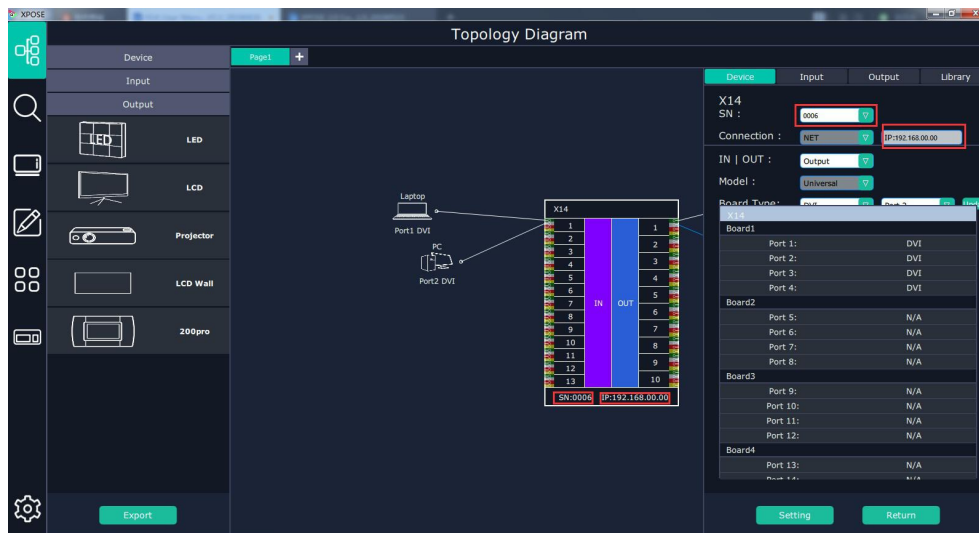 XPOSE
Topology Diagram
Device
Input
Output
LED
LED
LCD
Projector
LCD Wall
200pro
Export
Page1 +
Laptop
Port1 DVI
PC
Port2 DVI
X14
1 1
2 2
3 3
4 4
5 5
6 6
7 7
8 8
9 9
10 10
11
12
13
IN OUT
SN:0006 IP:192.168.00.00
Device Input Output Library
X14
SN : 0006
Connection : NET IP:192.168.00.00
IN | OUT : Output
Model : Universal
Board Type: DVI Port 2
X14
Board1
Port 1: DVI
Port 2: DVI
Port 3: DVI
Port 4: DVI
Board2
Port 5: N/A
Port 6: N/A
Port 7: N/A
Port 8: N/A
Board3
Port 9: N/A
Port 10: N/A
Port 11: N/A
Port 12: N/A
Board4
Port 13: N/A
Port 14: N/A
Setting Return